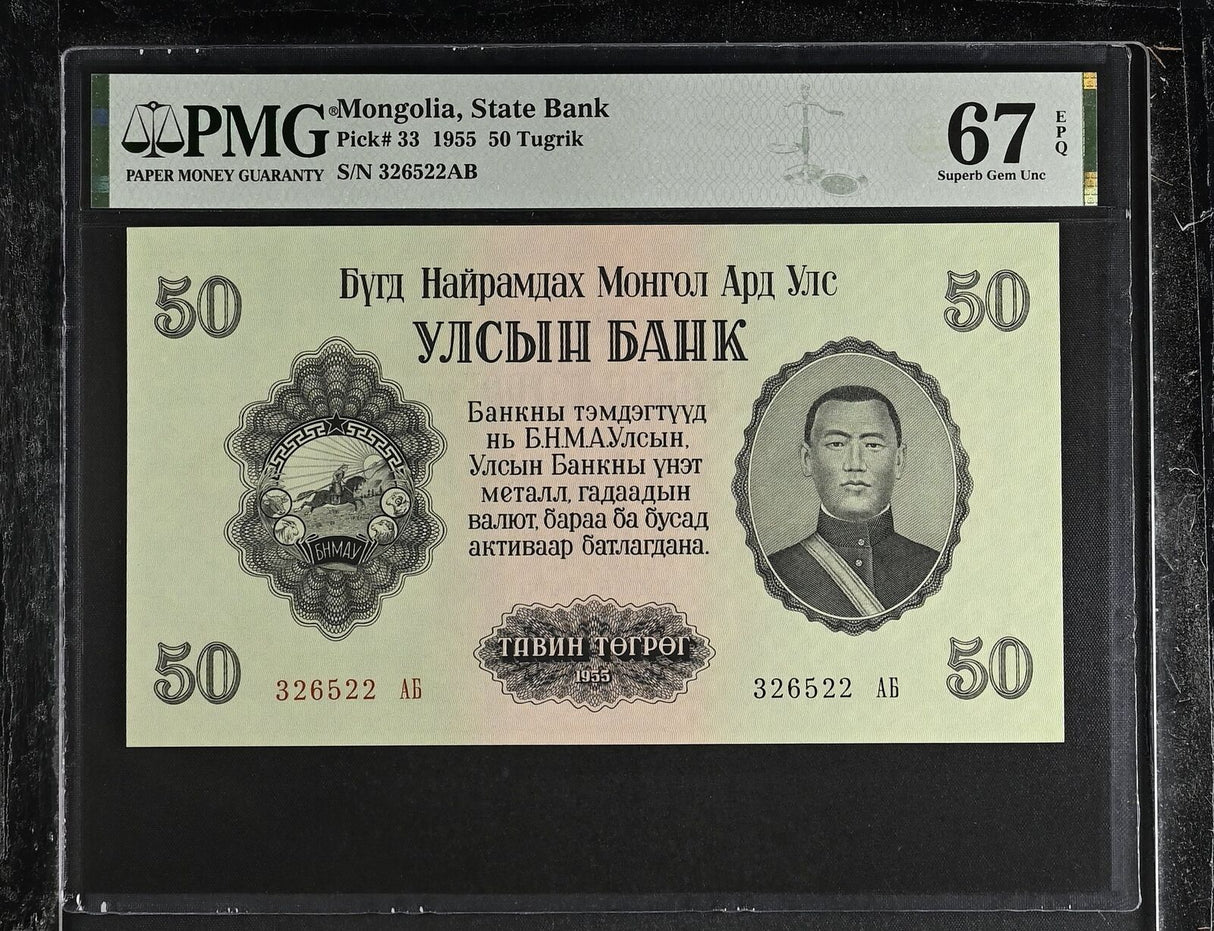 PMG®
PAPER MONEY GUARANTY
Mongolia, State Bank
Pick# 33 1955 50 Tugrik
S/N 326522AB
67
EPQ
Superb Gem Unc
50
Бүгд Найрамдах Монгол Ард Улс
50
УЛСЫН БАНК
Банкны тэмдэгтүүд
нь Б.Н.М.А.Улсын,
Улсын Банкны үнэт
металл, гадаадын
валют, бараа ба бусад
активаар батлагдана.
БНМАУ
ТАВИН ТӨГРӨГ
1955
50
326522 АБ
326522 АБ
50